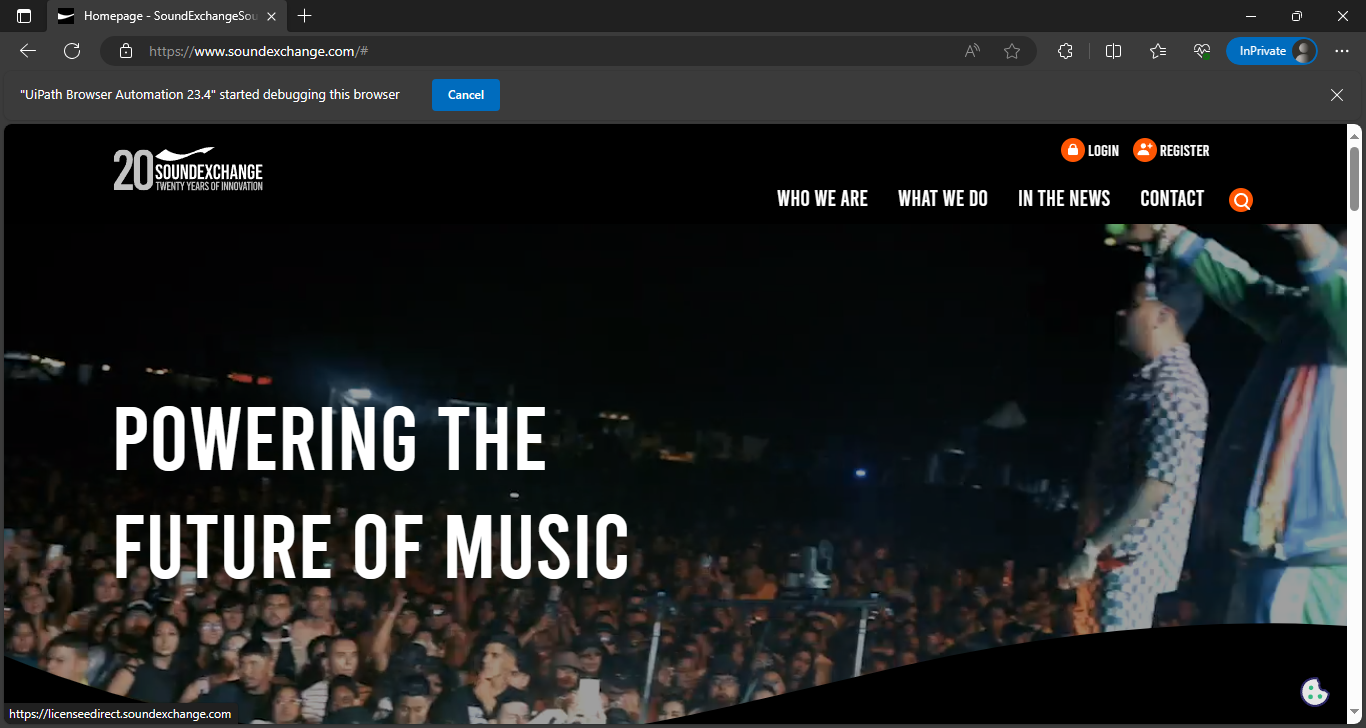 Homepage - SoundExchangeSou
https://www.soundexchange.com/#
A
InPrivate
"UiPath Browser Automation 23.4" started debugging this browser
Cancel
20 SOUNDEXCHANGE
TWENTY YEARS OF INNOVATION
LOGIN
REGISTER
WHO WE ARE
WHAT WE DO
IN THE NEWS
CONTACT
POWERING THE
FUTURE OF MUSIC
https://licenseedirect.soundexchange.com